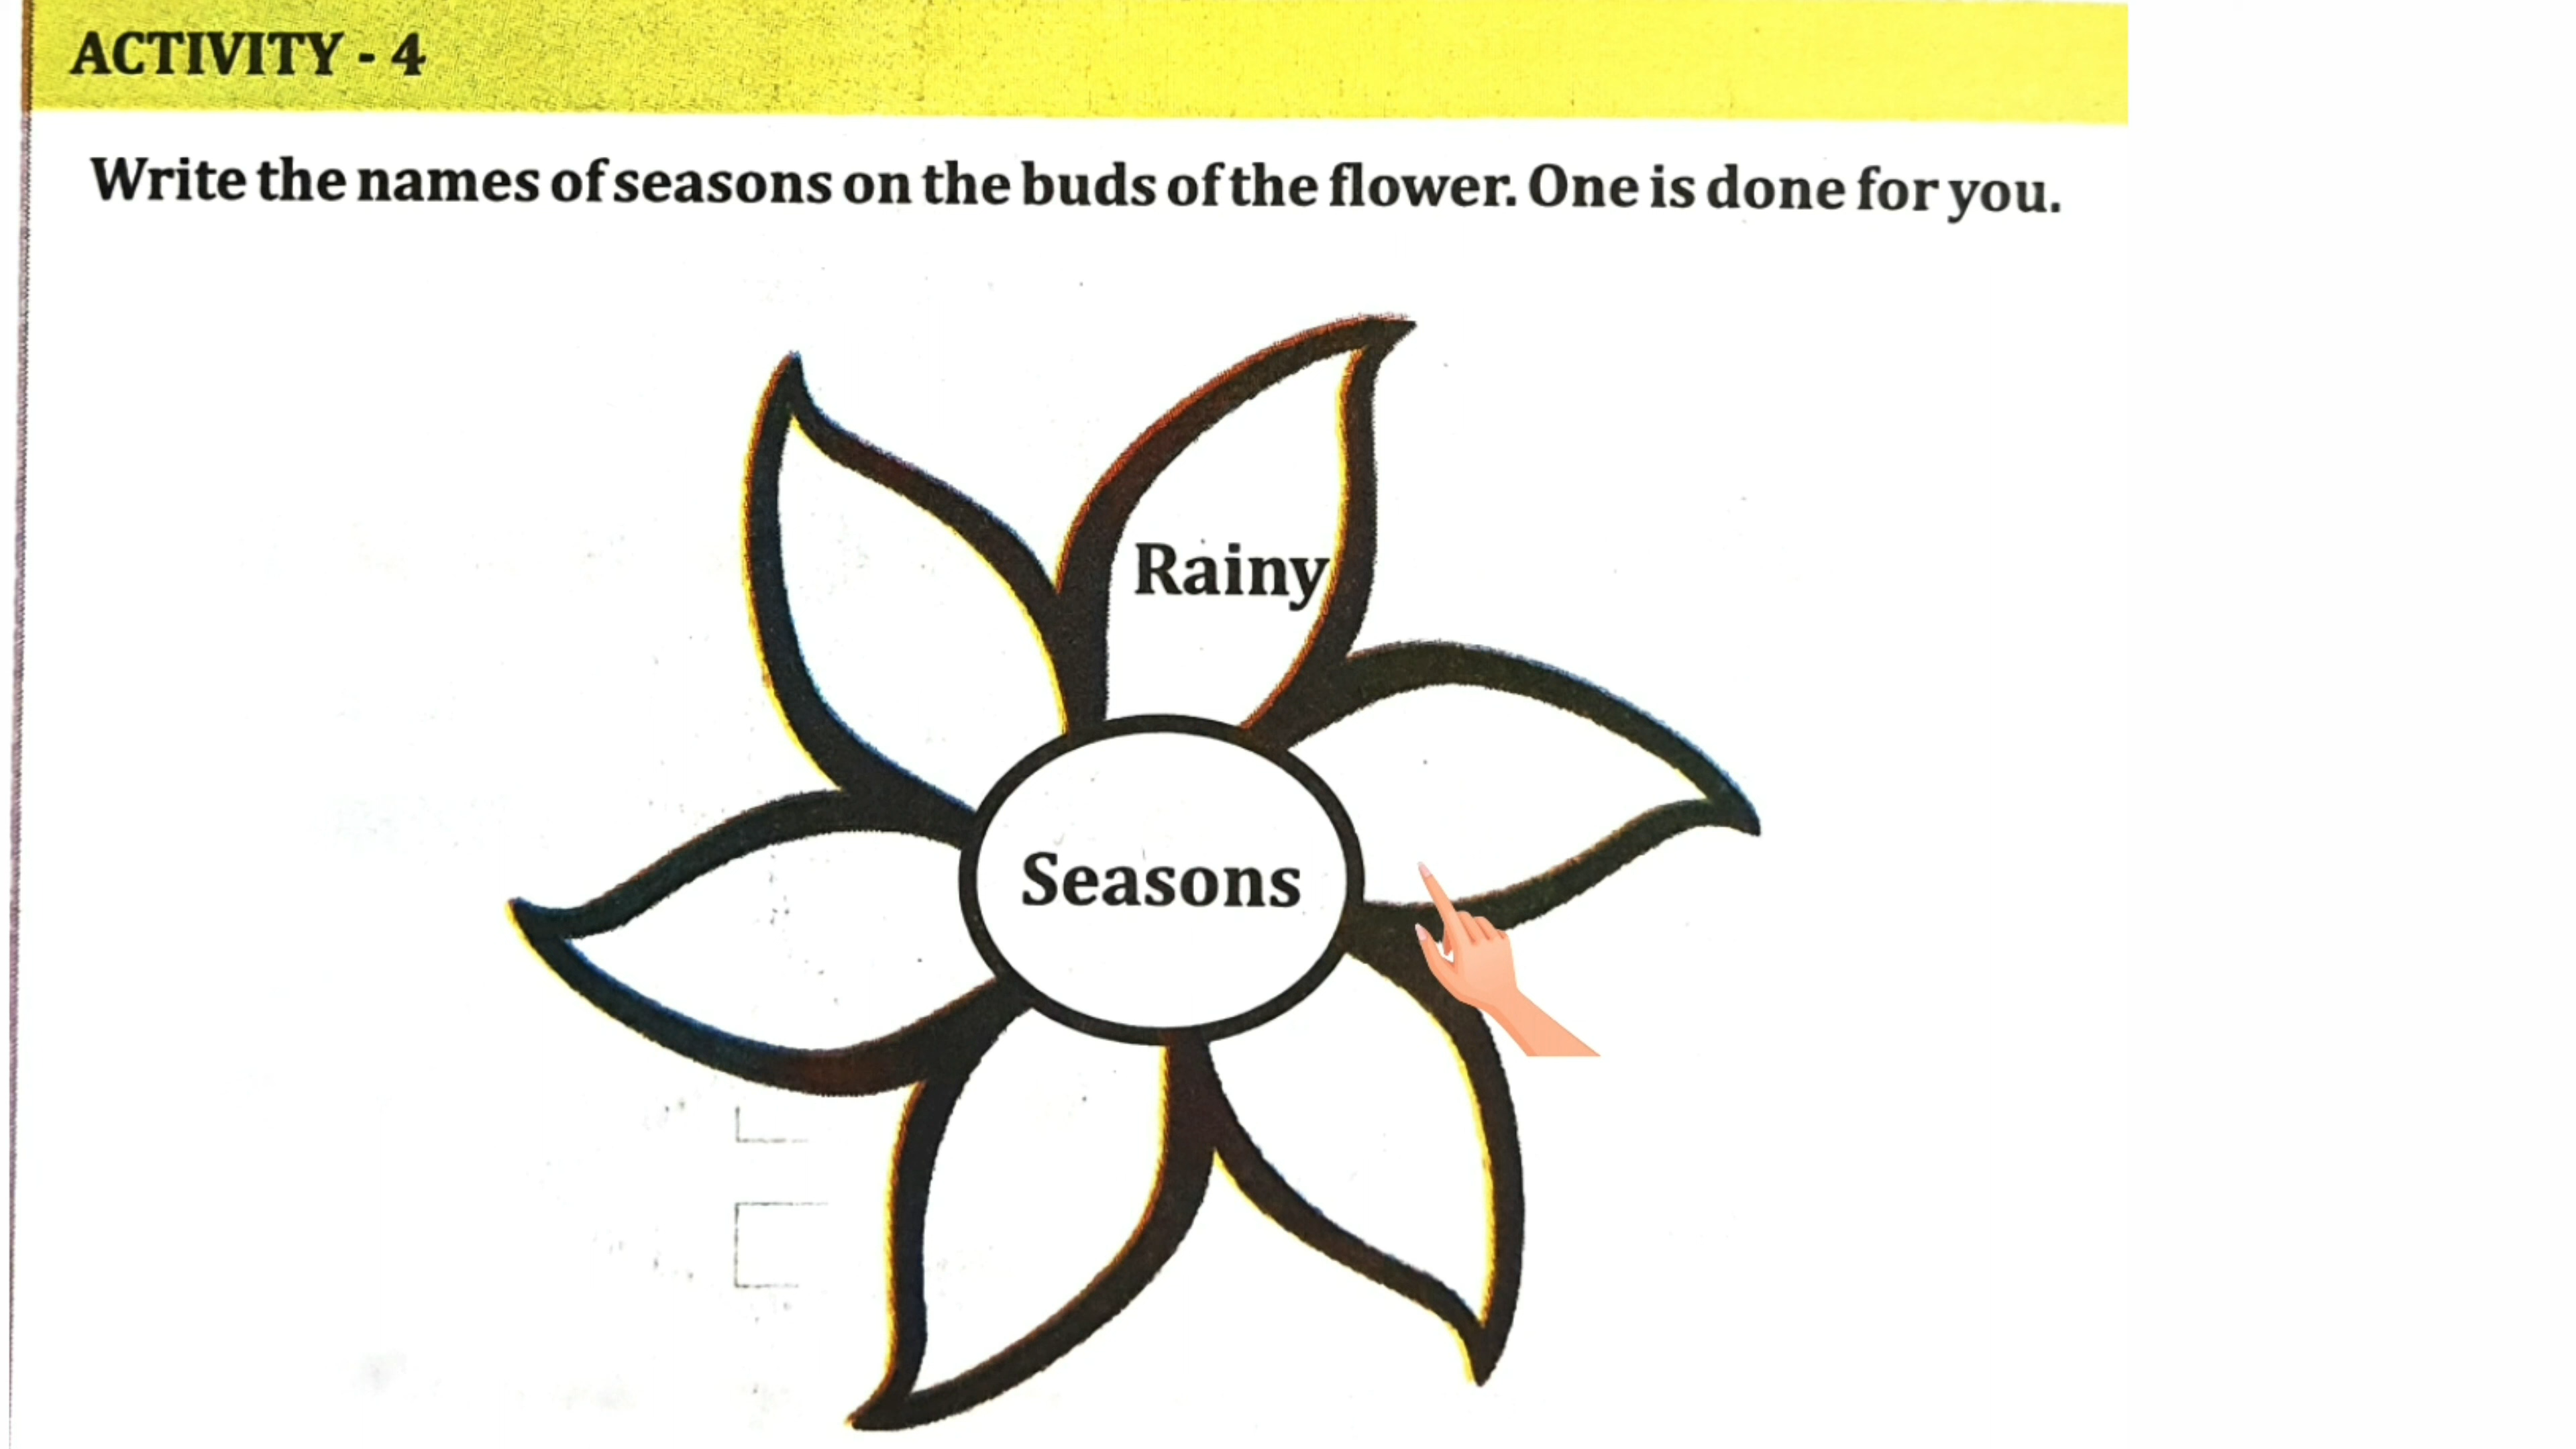 ACTIVITY - 4
Write the names of seasons on the buds of the flower. One is done for you.
Rainy
Seasons